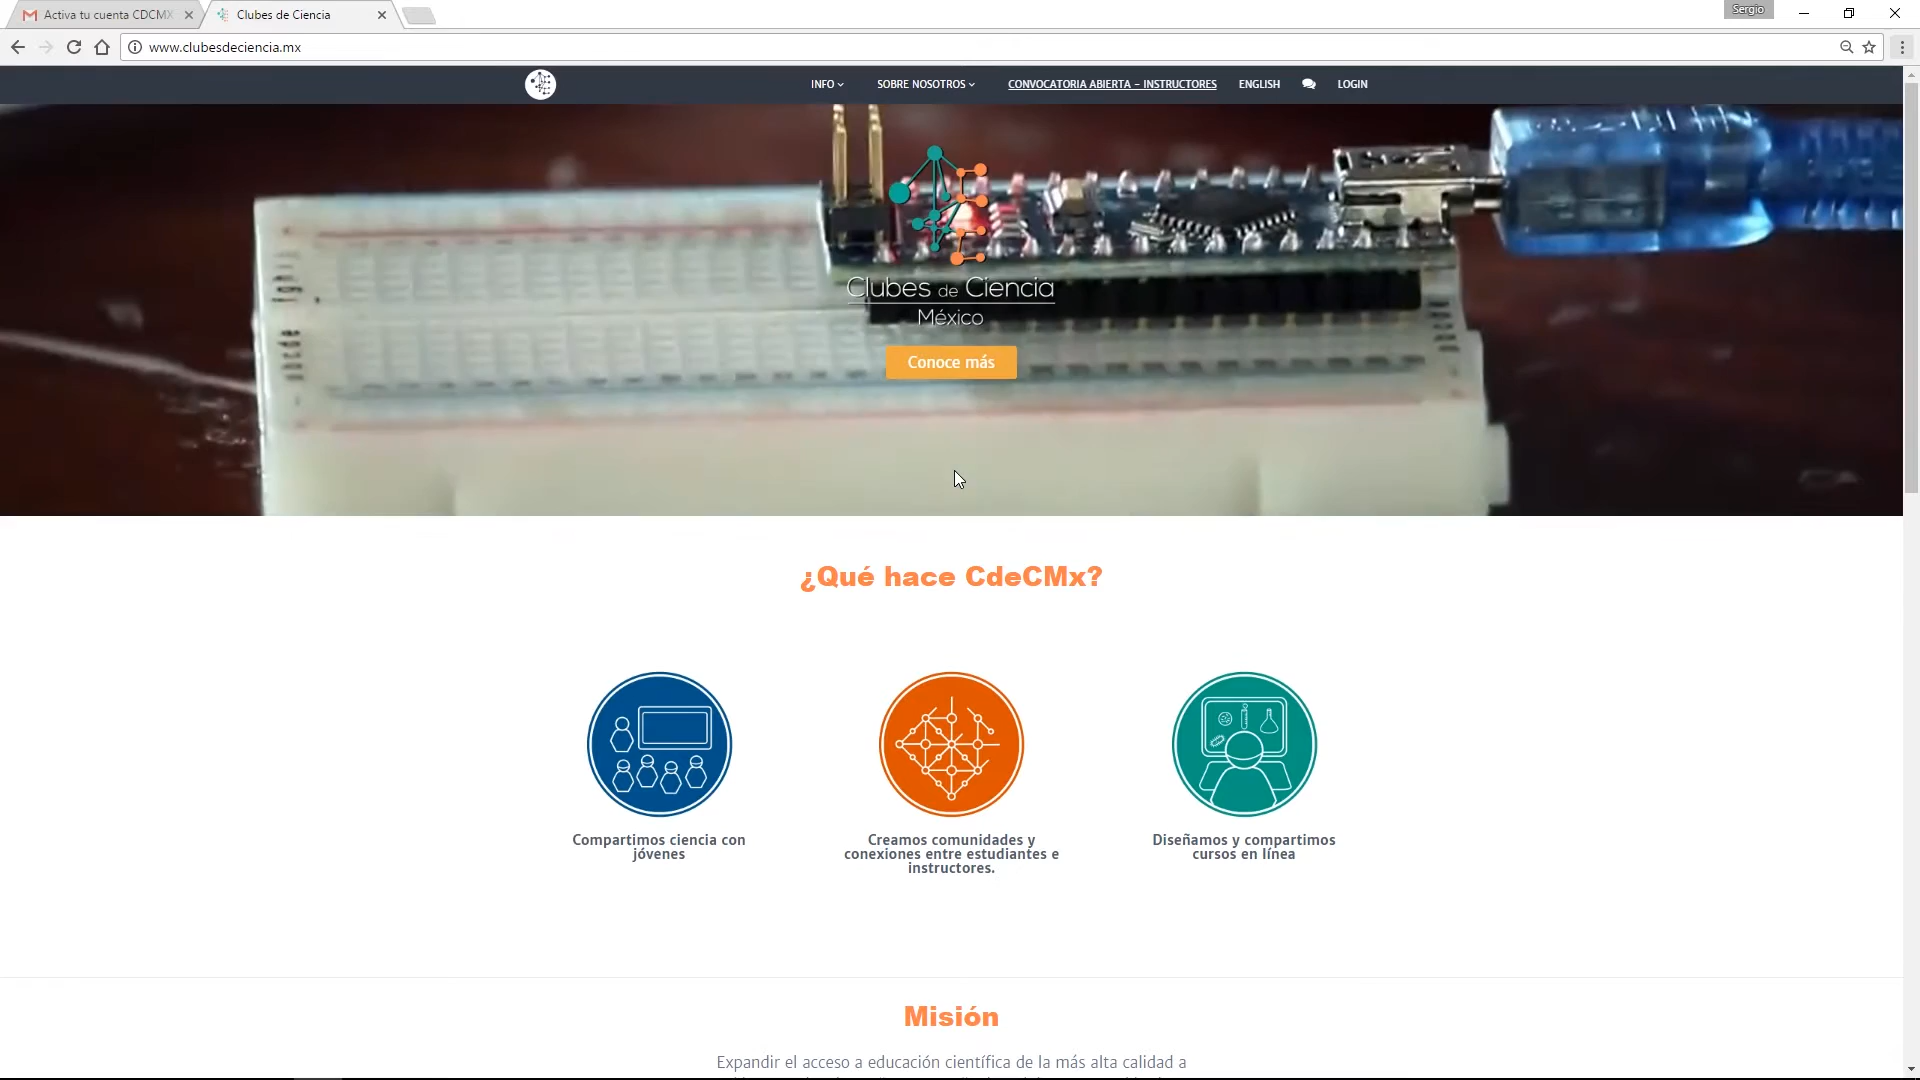 Activa tu cuenta CDCMX
Clubes de Ciencia
Sergio
www.clubesdeciencia.mx
INFO
SOBRE NOSOTROS
CONVOCATORIA ABIERTA – INSTRUCTORES
ENGLISH
LOGIN
Clubes de Ciencia
México
Conoce más
¿Qué hace CdeCMx?
Compartimos ciencia con
jóvenes
Creamos comunidades y
conexiones entre estudiantes e
instructores.
Diseñamos y compartimos
cursos en línea
Misión
Expandir el acceso a educación científica de la más alta calidad a